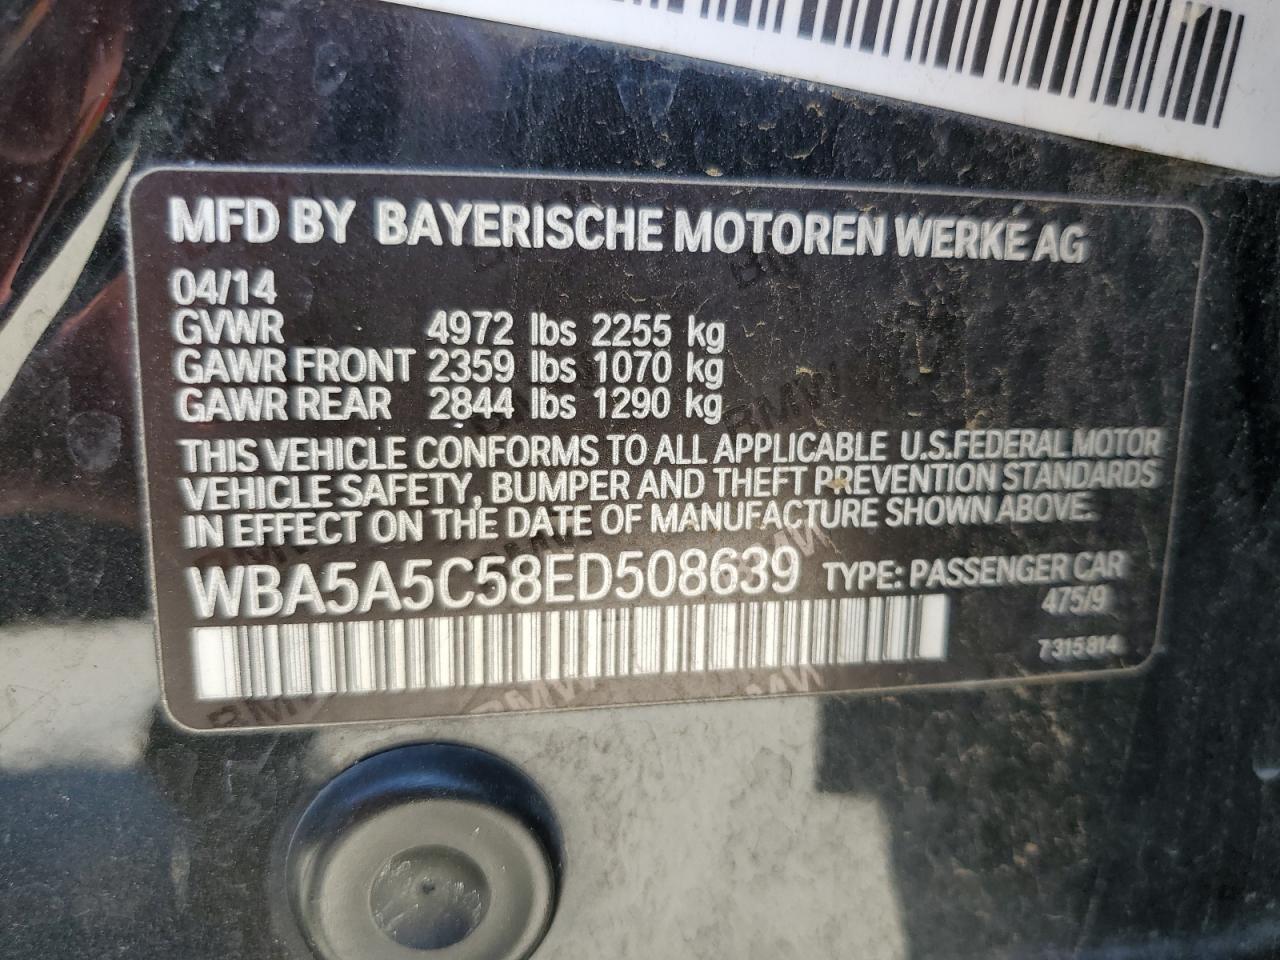 MFD BY BAYERISCHE MOTOREN WERKE AG
04/14
GVWR 4972 lbs 2255 kg
GAWR FRONT 2359 lbs 1070 kg
GAWR REAR 2844 lbs 1290 kg
THIS VEHICLE CONFORMS TO ALL APPLICABLE U.S.FEDERAL MOTOR
VEHICLE SAFETY, BUMPER AND THEFT PREVENTION STANDARDS
IN EFFECT ON THE DATE OF MANUFACTURE SHOWN ABOVE.
WBA5A5C58ED508639 TYPE: PASSENGER CAR
475/9
7315814